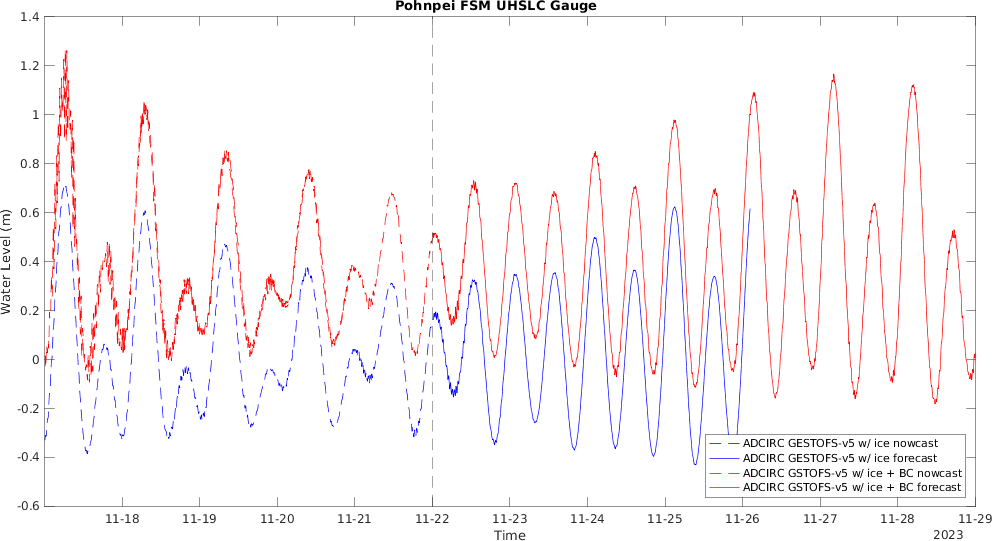 Pohnpei FSM UHSLC Gauge
Water Level (m)
1.4
1.2
1
0.8
0.6
0.4
0.2
0
-0.2
-0.4
-0.6
ADCIRC GESTOFS-v5 w/ ice nowcast
ADCIRC GESTOFS-v5 w/ ice forecast
ADCIRC GSTOFS-v5 w/ ice + BC nowcast
ADCIRC GSTOFS-v5 w/ ice + BC forecast
11-18 11-19 11-20 11-21 11-22 11-23 11-24 11-25 11-26 11-27 11-28 11-29
Time
2023